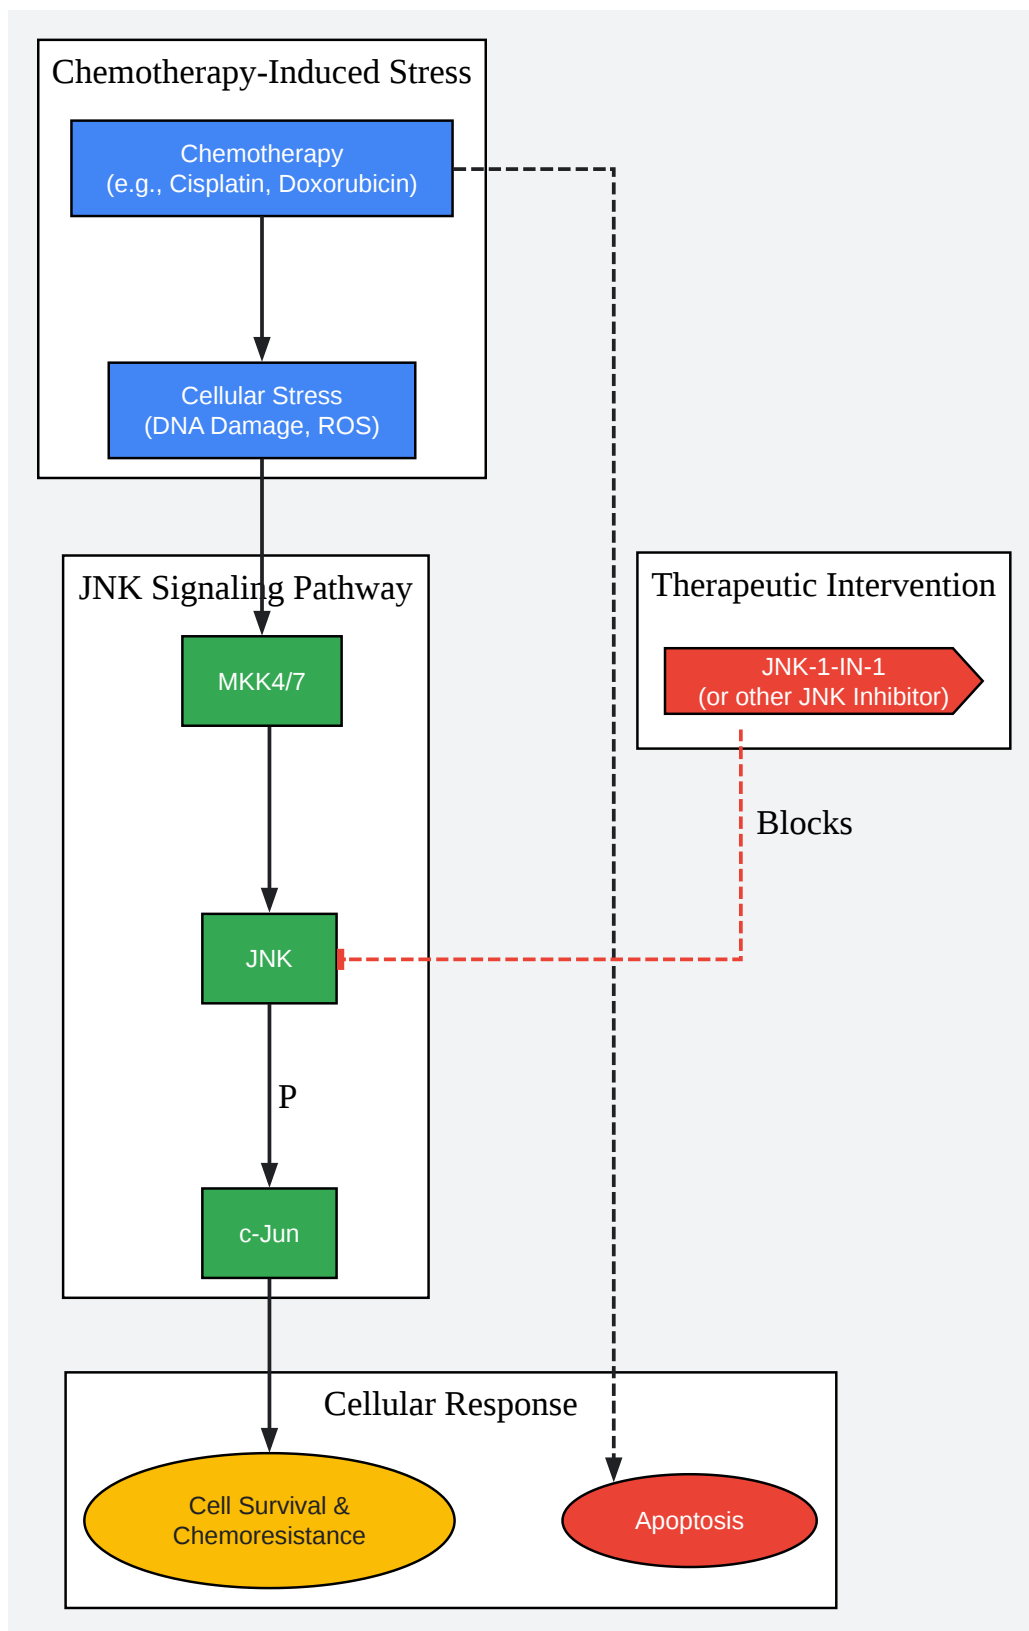 Chemotherapy-Induced Stress
Chemotherapy
(e.g., Cisplatin, Doxorubicin)
Cellular Stress
(DNA Damage, ROS)
JNK Signaling Pathway
MKK4/7
Therapeutic Intervention
JNK-1-IN-1
(or other JNK Inhibitor)
Blocks
JNK
P
c-Jun
Cellular Response
Cell Survival &
Chemoresistance
Apoptosis